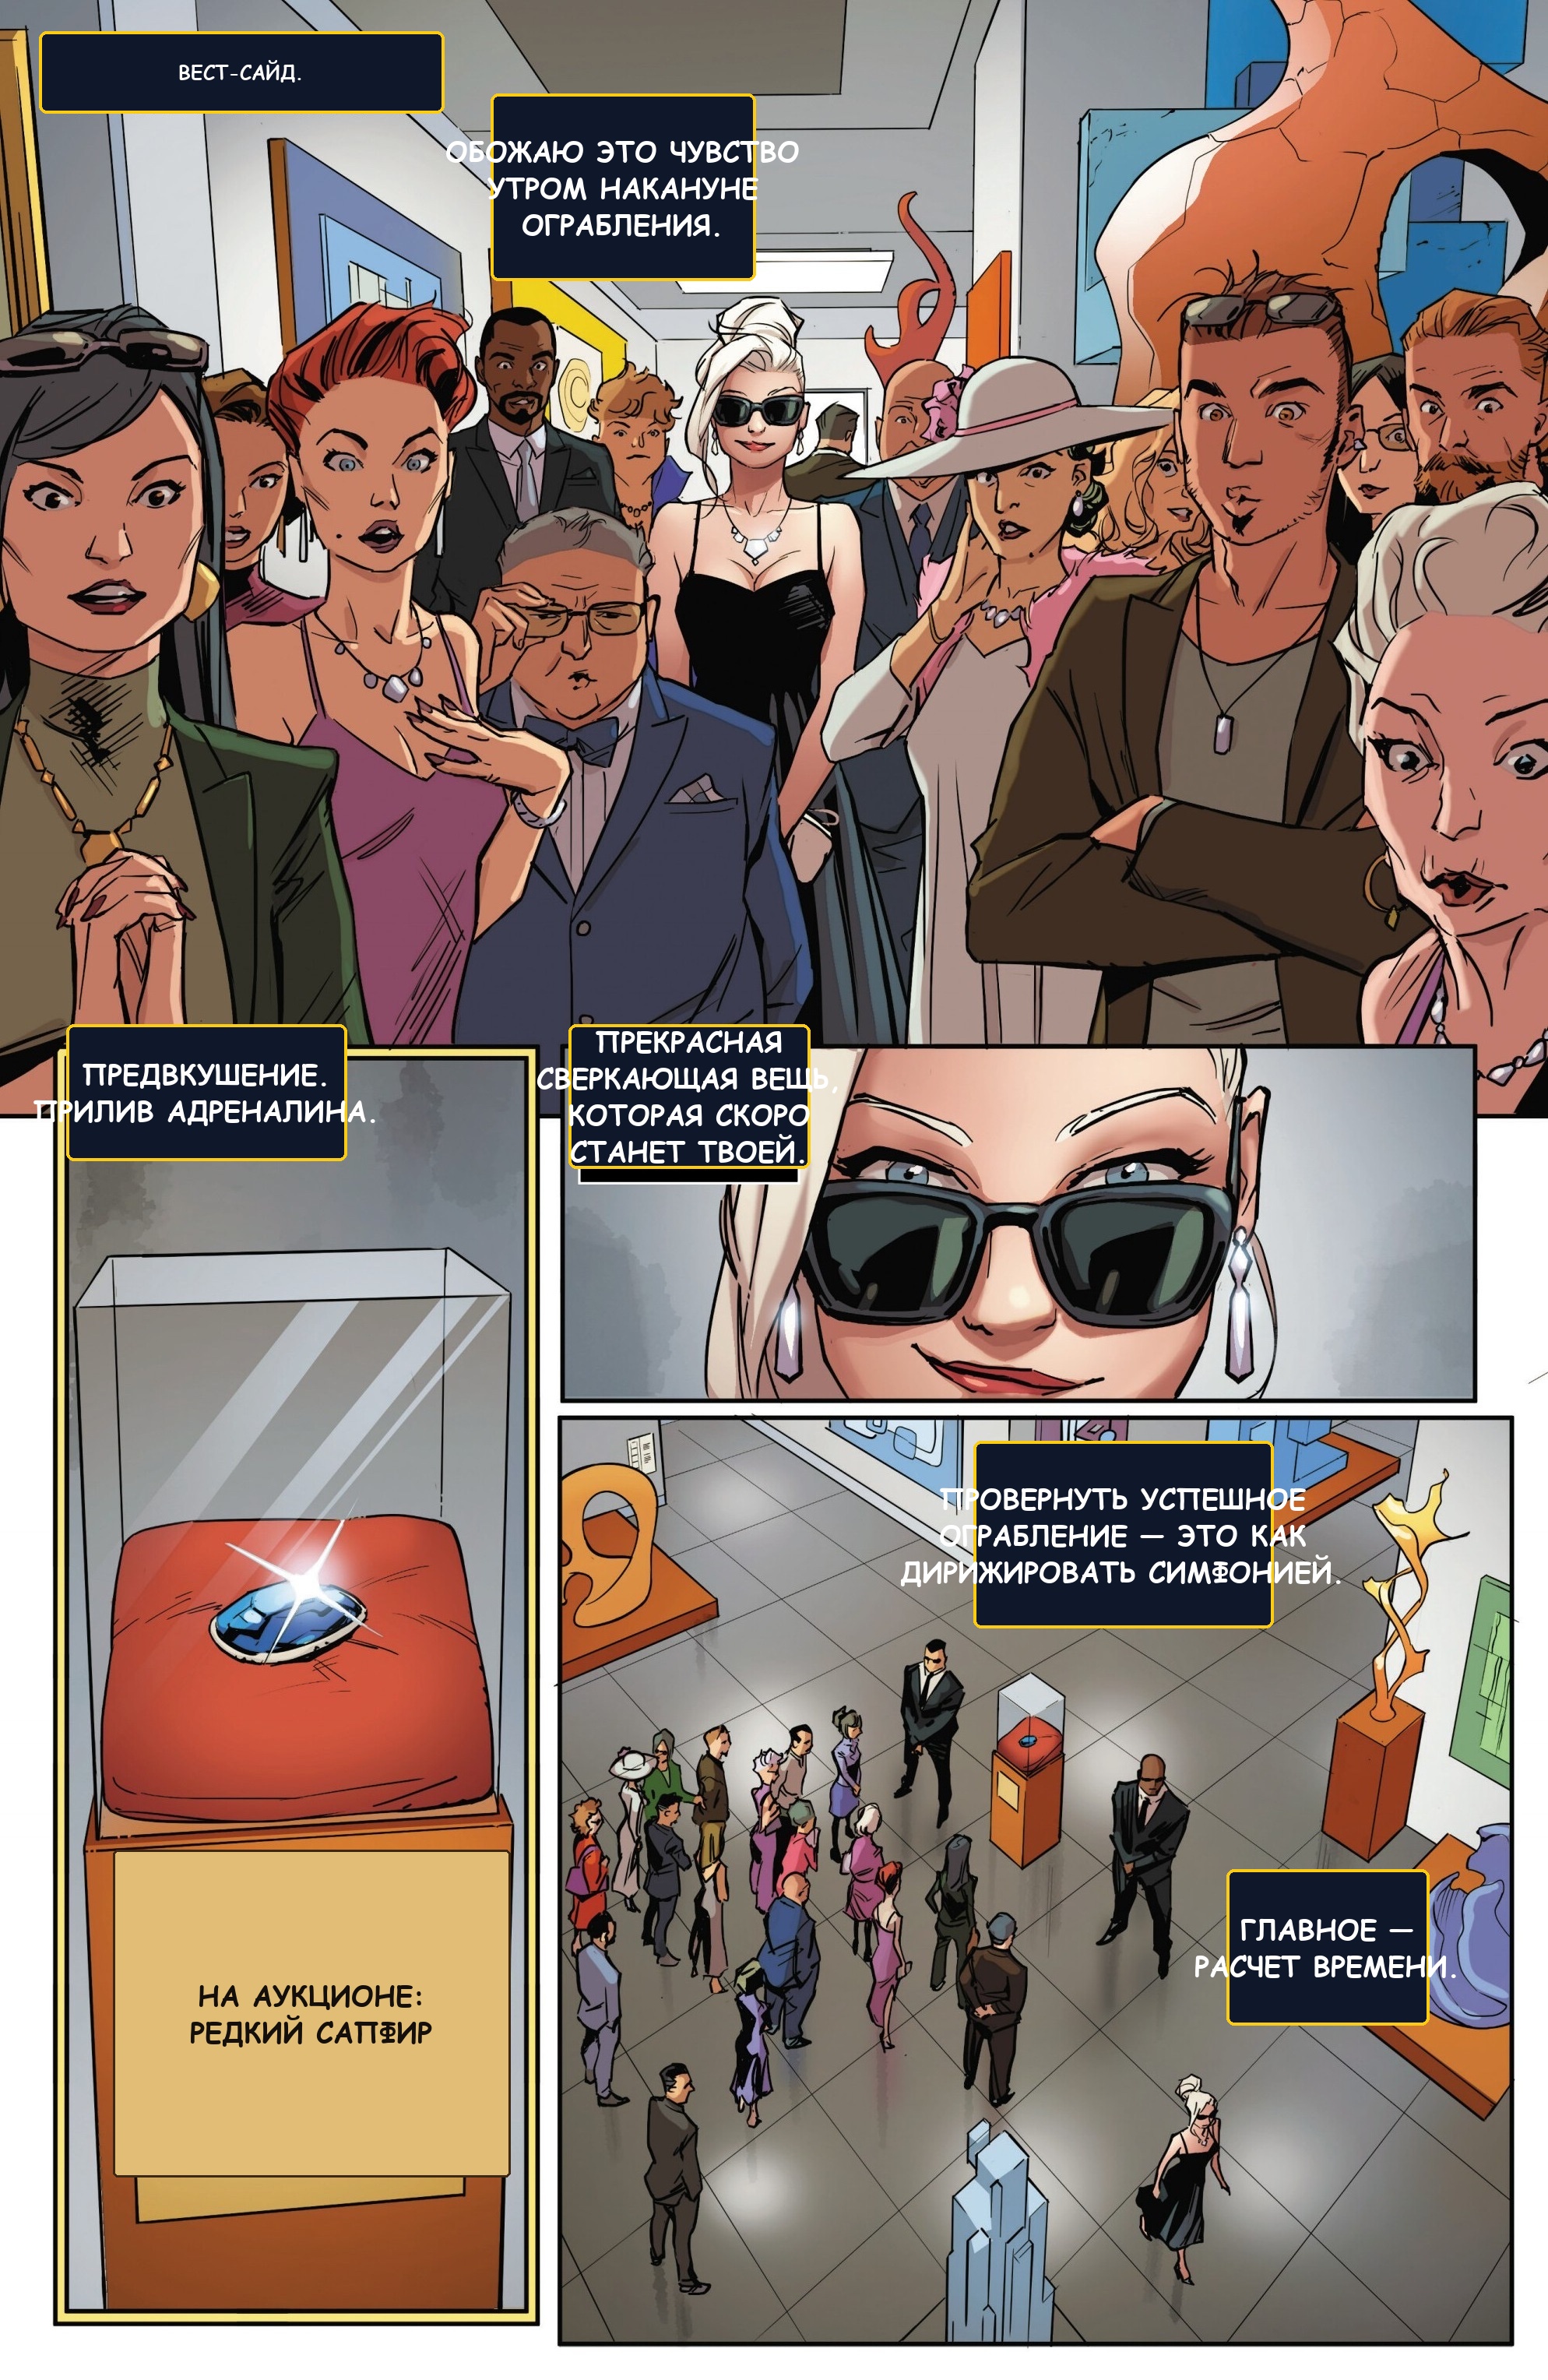 ВЕСТ-САЙД.
ОБОЖАЮ ЭТО ЧУВСТВО
УТРОМ НАКАНУНЕ
ОГРАБЛЕНИЯ.
ПРЕДВКУШЕНИЕ.
ПРИЛИВ АДРЕНАЛИНА.
ПРЕКРАСНАЯ
СВЕРКАЮЩАЯ ВЕЩЬ,
КОТОРАЯ СКОРО
СТАНЕТ ТВОЕЙ.
НА АУКЦИОНЕ:
РЕДКИЙ САПФИР
ПРОВЕРНУТЬ УСПЕШНОЕ
ОГРАБЛЕНИЕ — ЭТО КАК
ДИРИЖИРОВАТЬ СИМФОНИЕЙ.
ГЛАВНОЕ —
РАСЧЕТ ВРЕМЕНИ.